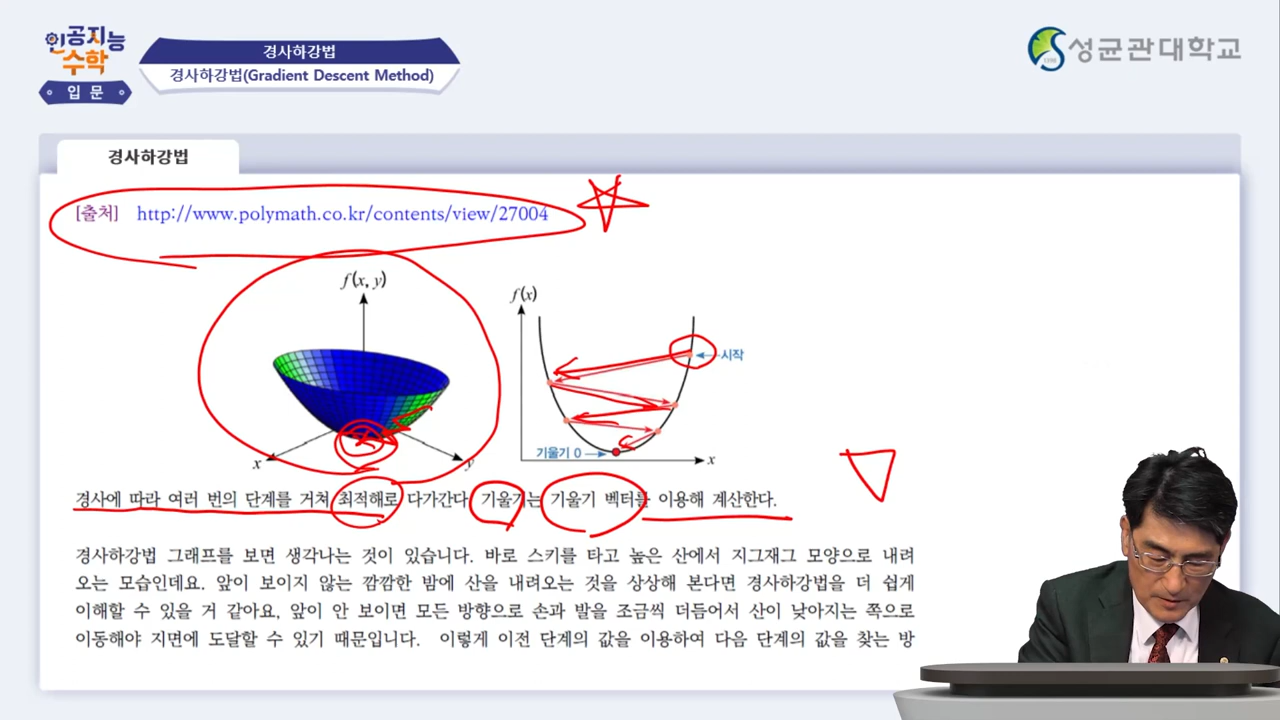 인공지능
수학
입문
경사하강법
경사하강법(Gradient Descent Method)
성균관대학교
경사하강법
[출처] http://www.polymath.co.kr/contents/view/27004
f(x, y)
x
y
f(x)
시작
기울기 0
x
경사에 따라 여러 번의 단계를 거쳐 최적해로 다가간다 기울기는 기울기 벡터를 이용해 계산한다.
경사하강법 그래프를 보면 생각나는 것이 있습니다. 바로 스키를 타고 높은 산에서 지그재그 모양으로 내려
오는 모습인데요. 앞이 보이지 않는 깜깜한 밤에 산을 내려오는 것을 상상해 본다면 경사하강법을 더 쉽게
이해할 수 있을 거 같아요, 앞이 안 보이면 모든 방향으로 손과 발을 조금씩 더듬어서 산이 낮아지는 쪽으로
이동해야 지면에 도달할 수 있기 때문입니다. 이렇게 이전 단계의 값을 이용하여 다음 단계의 값을 찾는 방